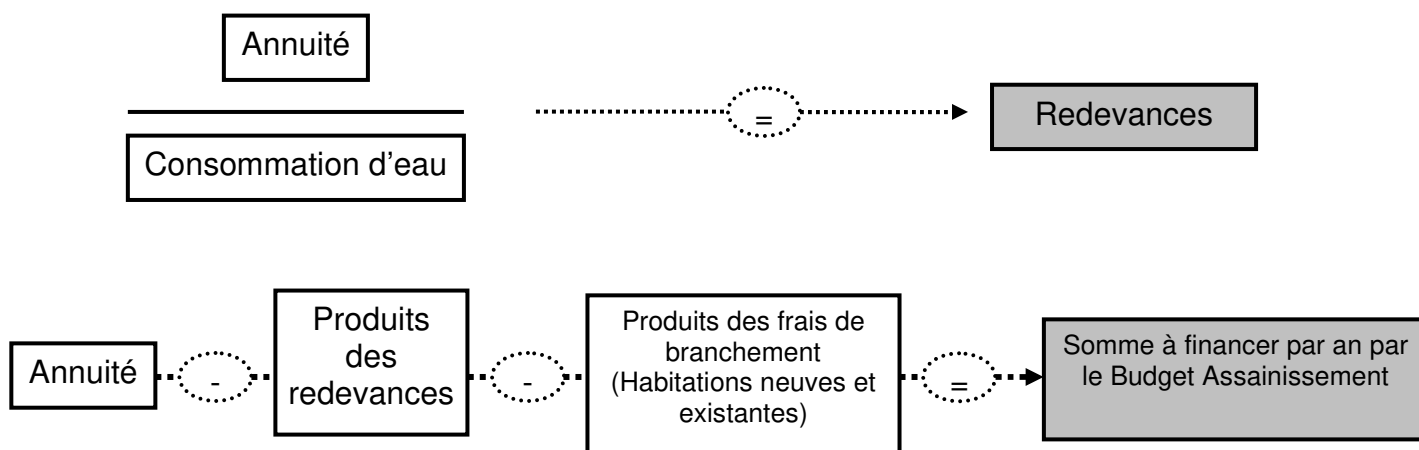 Annuité
Consommation d'eau
=
Redevances
Annuité
-
Produits
des
redevances
-
Produits des frais de
branchement
(Habitations neuves et
existantes)
=
Somme à financer par an par
le Budget Assainissement